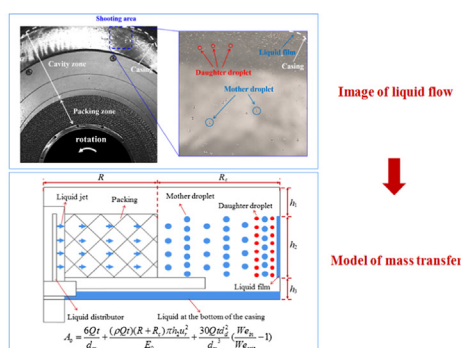 Shooting area
Cavity zone
Casing
Packing zone
rotation
Liquid film
Casing
Daughter droplet
Mother droplet
Image of liquid flow
R
R
Liquid jet
Packing
Mother droplet
Daughter droplet
h₁
h₂
h₃
Liquid film
Liquid distributor
Liquid at the bottom of the casing
Model of mass transfer